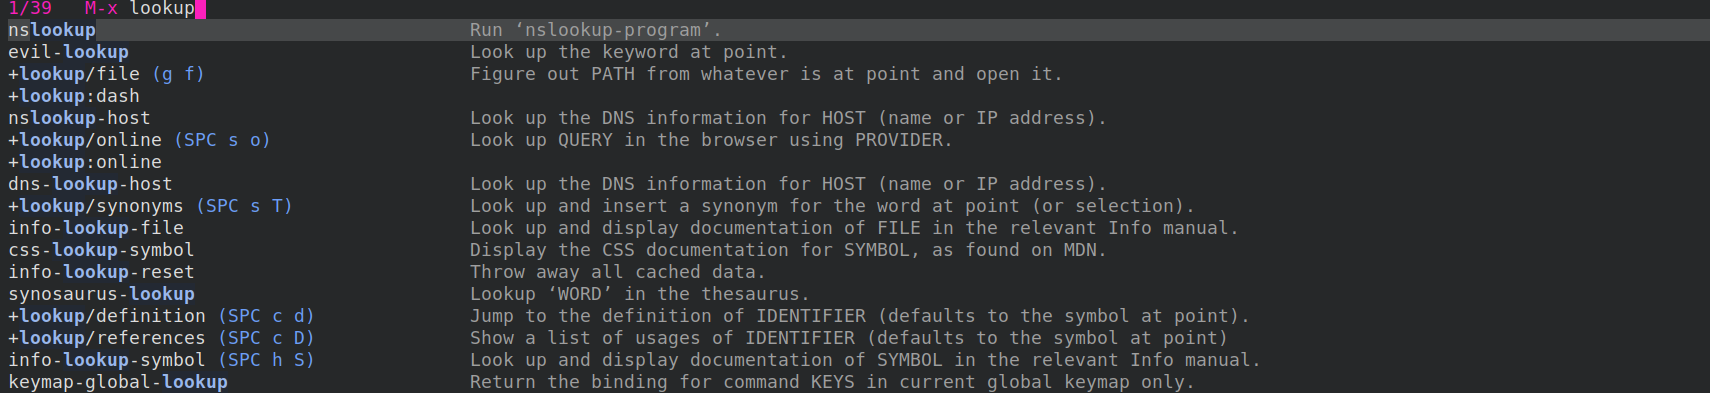 1/39 M-x lookup
nslookup Run ‘nslookup-program’.
evil-lookup Look up the keyword at point.
+lookup/file (g f) Figure out PATH from whatever is at point and open it.
+lookup:dash
nslookup-host Look up the DNS information for HOST (name or IP address).
+lookup/online (SPC s o) Look up QUERY in the browser using PROVIDER.
+lookup:online
dns-lookup-host Look up the DNS information for HOST (name or IP address).
+lookup/synonyms (SPC s T) Look up and insert a synonym for the word at point (or selection).
info-lookup-file Look up and display documentation of FILE in the relevant Info manual.
css-lookup-symbol Display the CSS documentation for SYMBOL, as found on MDN.
info-lookup-reset Throw away all cached data.
synosaurus-lookup Lookup ‘WORD’ in the thesaurus.
+lookup/definition (SPC c d) Jump to the definition of IDENTIFIER (defaults to the symbol at point).
+lookup/references (SPC c D) Show a list of usages of IDENTIFIER (defaults to the symbol at point)
info-lookup-symbol (SPC h S) Look up and display documentation of SYMBOL in the relevant Info manual.
keymap-global-lookup Return the binding for command KEYS in current global keymap only.